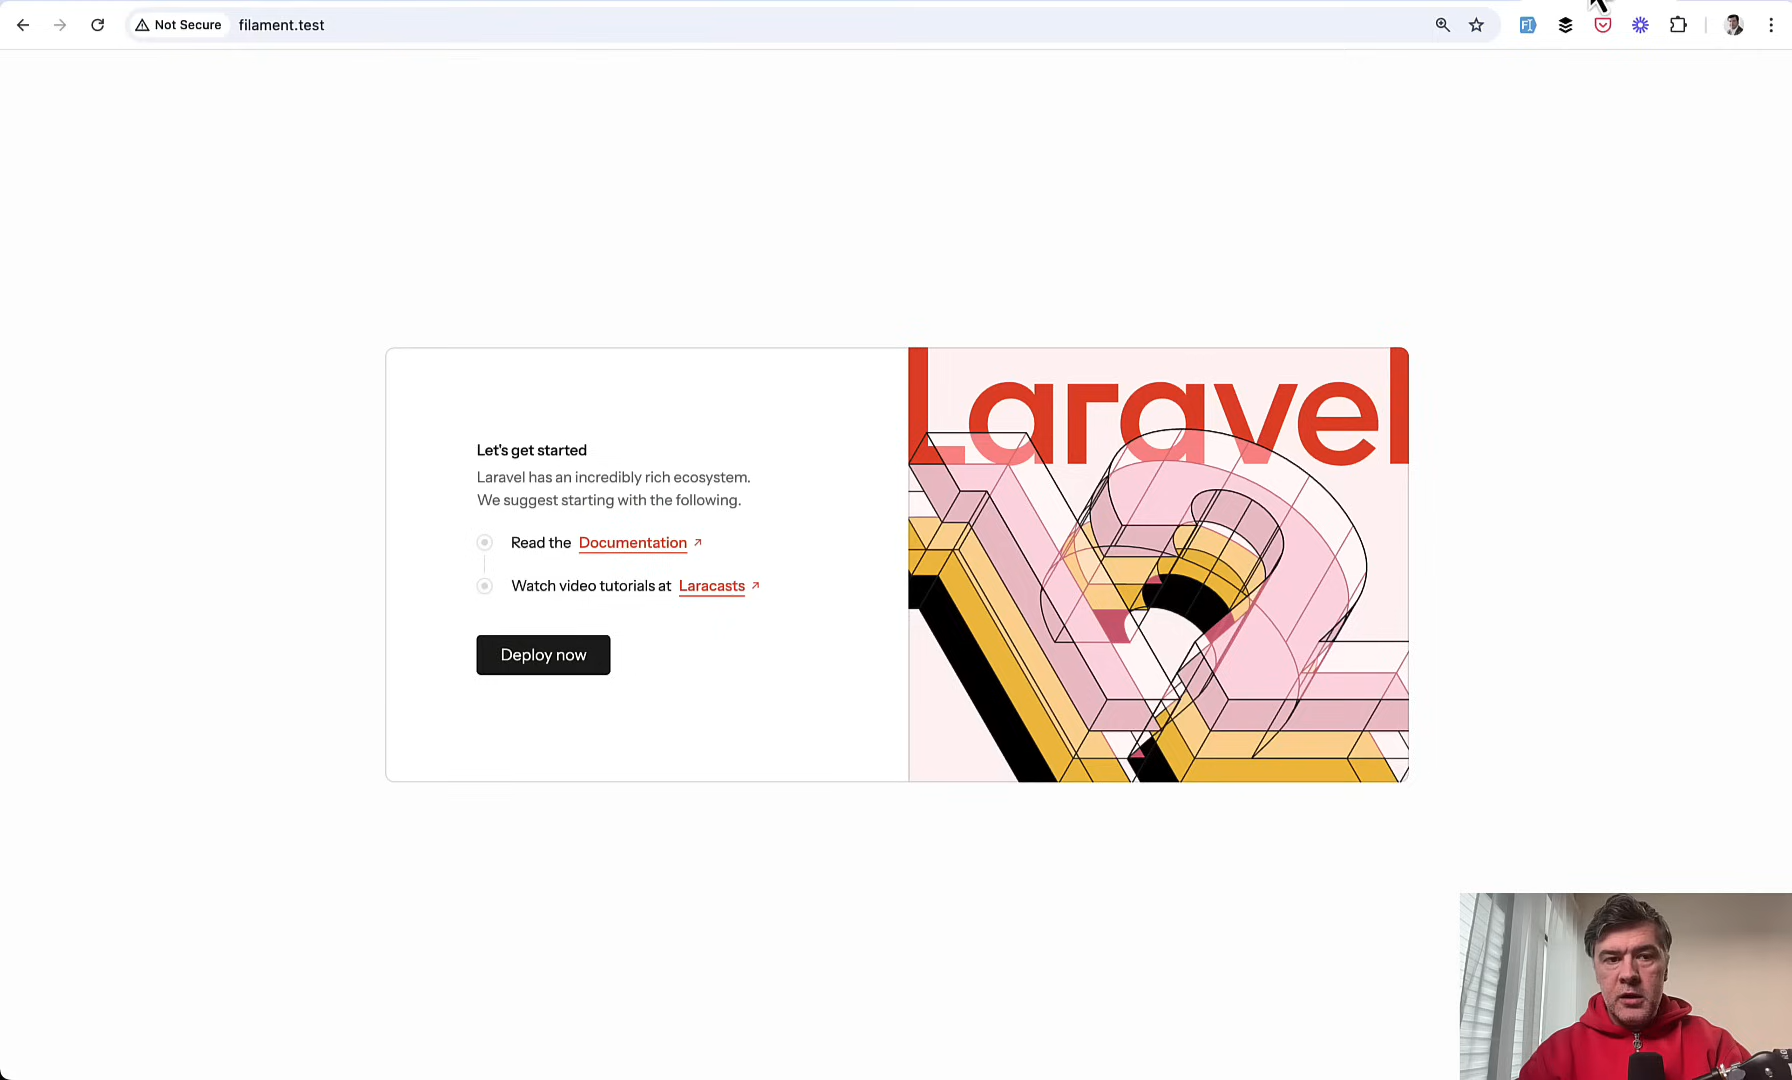 Not Secure
filament.test
Laravel
Let's get started
Laravel has an incredibly rich ecosystem.
We suggest starting with the following.
Read the Documentation
Watch video tutorials at Laracasts
Deploy now